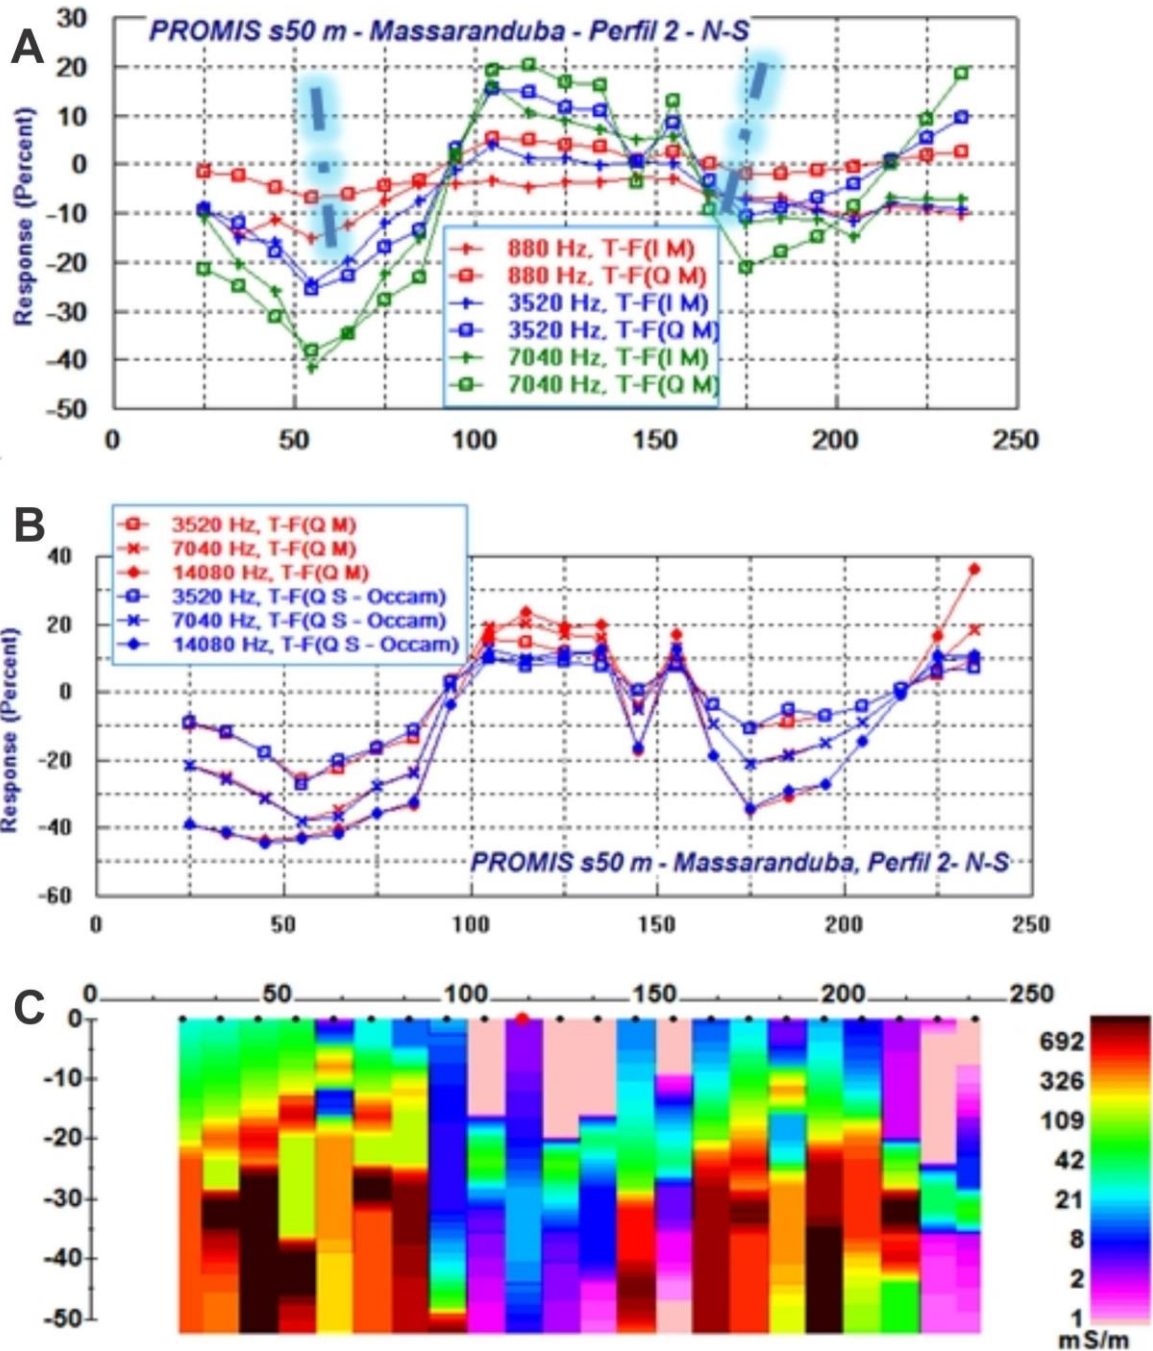 A
PROMIS s50 m - Massaranduba - Perfil 2 - N-S
Response (Percent)
30
20
10
0
-10
-20
-30
-40
-50
880 Hz, T-F(I M)
880 Hz, T-F(Q M)
3520 Hz, T-F(I M)
3520 Hz, T-F(Q M)
7040 Hz, T-F(I M)
7040 Hz, T-F(Q M)
0 50 100 150 200 250
B
3520 Hz, T-F(Q M)
7040 Hz, T-F(Q M)
14080 Hz, T-F(Q M)
3520 Hz, T-F(Q S - Occam)
7040 Hz, T-F(Q S - Occam)
14080 Hz, T-F(Q S - Occam)
Response (Percent)
40
20
0
-20
-40
-60
PROMIS s50 m - Massaranduba, Perfil 2- N-S
0 50 100 150 200 250
C
0 50 100 150 200 250
0
-10
-20
-30
-40
-50
692
326
109
42
21
8
2
1
mS/m